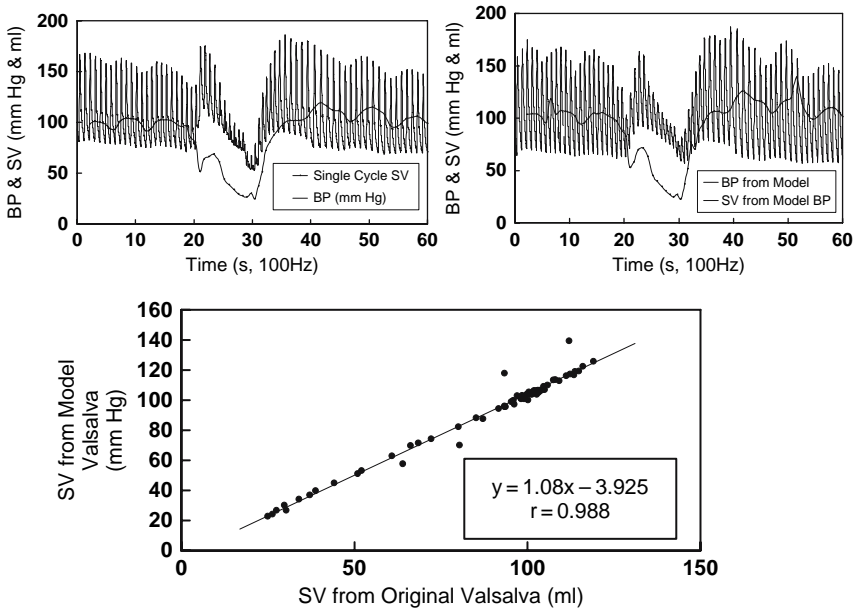 BP & SV (mm Hg & ml)
200
150
100
50
0
Single Cycle SV
BP (mm Hg)
0 10 20 30 40 50 60
Time (s, 100Hz)
BP & SV (mm Hg & ml)
200
150
100
50
0
BP from Model
SV from Model BP
0 10 20 30 40 50 60
Time (s, 100Hz)
SV from Model
Valsalva
(mm Hg)
160
140
120
100
80
60
40
20
0
y = 1.08x – 3.925
r = 0.988
0 50 100 150
SV from Original Valsalva (ml)